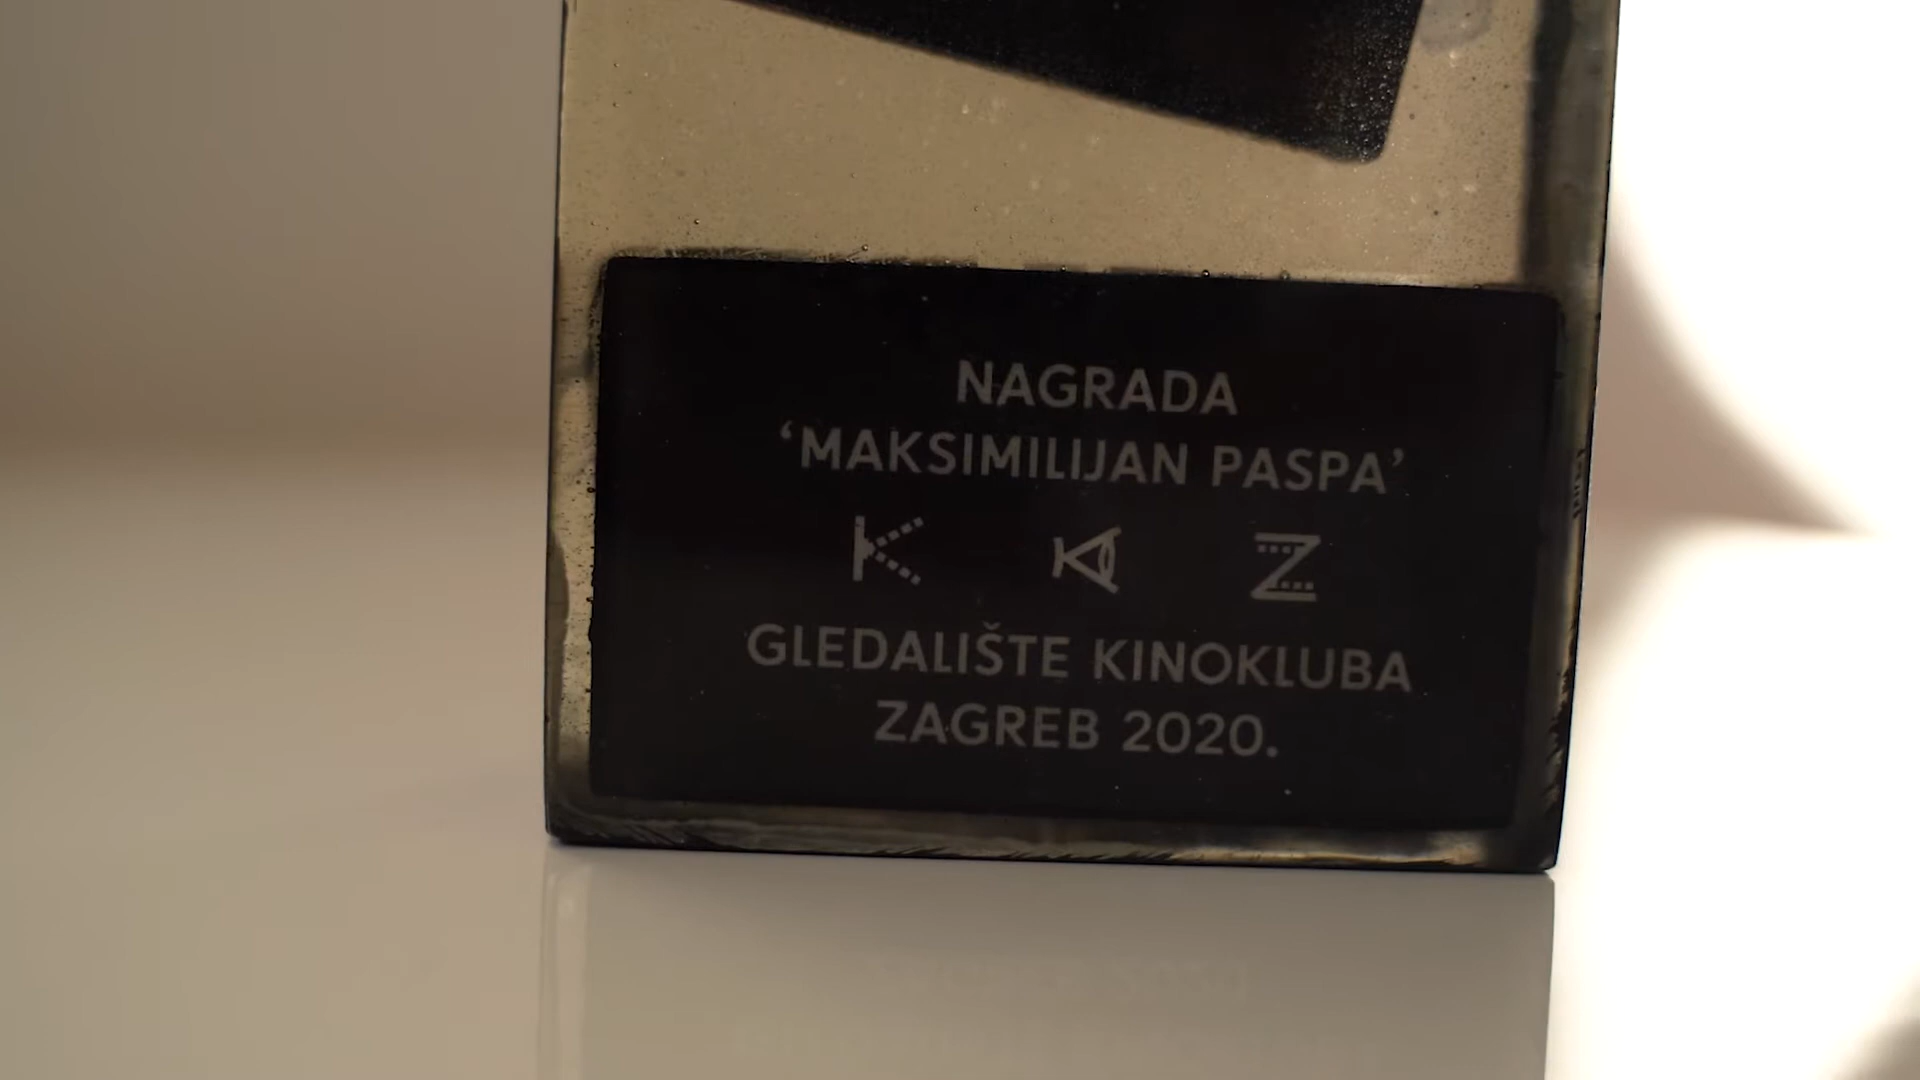 NAGRADA
‘MAKSIMILIJAN PASPA’
K K Z
GLEDALIŠTE KINOKLUBA
ZAGREB 2020.